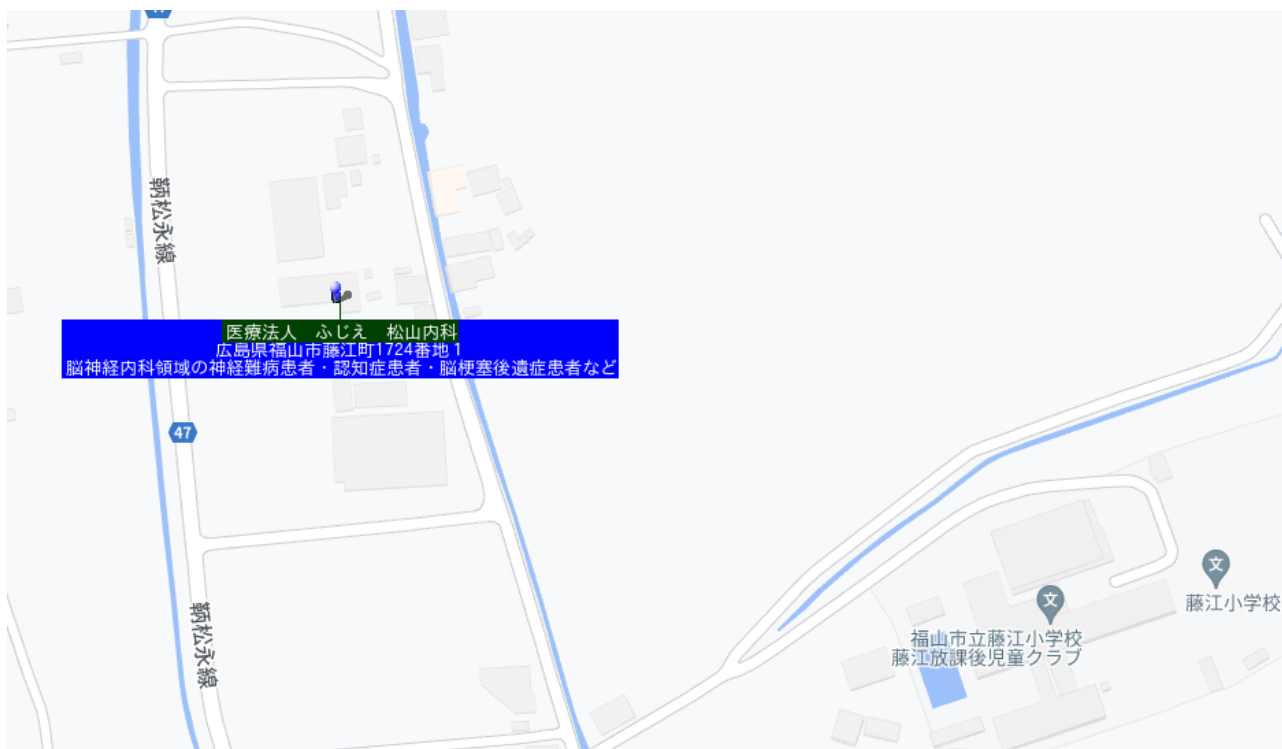 鞆松永線
医療法人　ふじえ　松山内科
広島県福山市藤江町1724番地１
脳神経内科領域の神経難病患者・認知症患者・脳梗塞後遺症患者など
47
藤江小学校
鞆松永線
福山市立藤江小学校
藤江放課後児童クラブ